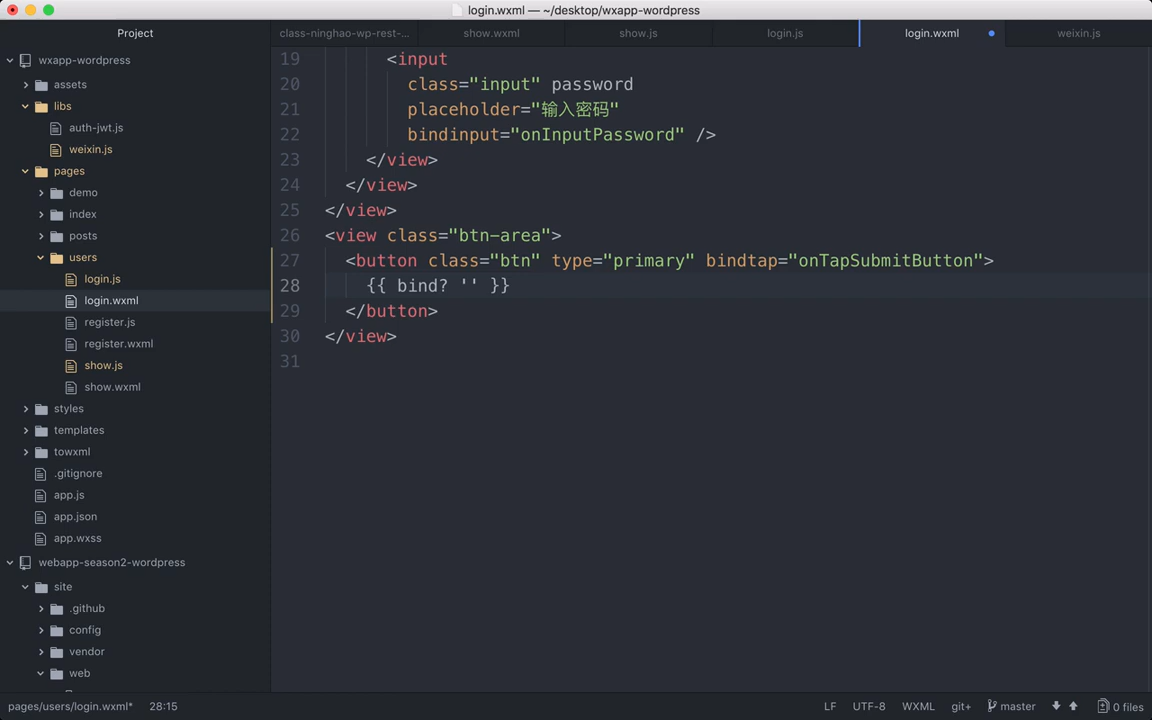 login.wxml — ~/desktop/wxapp-wordpress
Project
class-ninghao-wp-rest-...
show.wxml
show.js
login.js
login.wxml
weixin.js
wxapp-wordpress
assets
libs
auth-jwt.js
weixin.js
pages
demo
index
posts
users
login.js
login.wxml
register.js
register.wxml
show.js
show.wxml
styles
templates
towxml
.gitignore
app.js
app.json
app.wxss
webapp-season2-wordpress
site
.github
config
vendor
web
19 <input
20 class="input" password
21 placeholder="输入密码"
22 bindinput="onInputPassword" />
23 </view>
24 </view>
25 </view>
26 <view class="btn-area">
27 <button class="btn" type="primary" bindtap="onTapSubmitButton">
28 {{ bind? '' }}
29 </button>
30 </view>
31
pages/users/login.wxml* 28:15
LF UTF-8 WXML git+ master 0 files